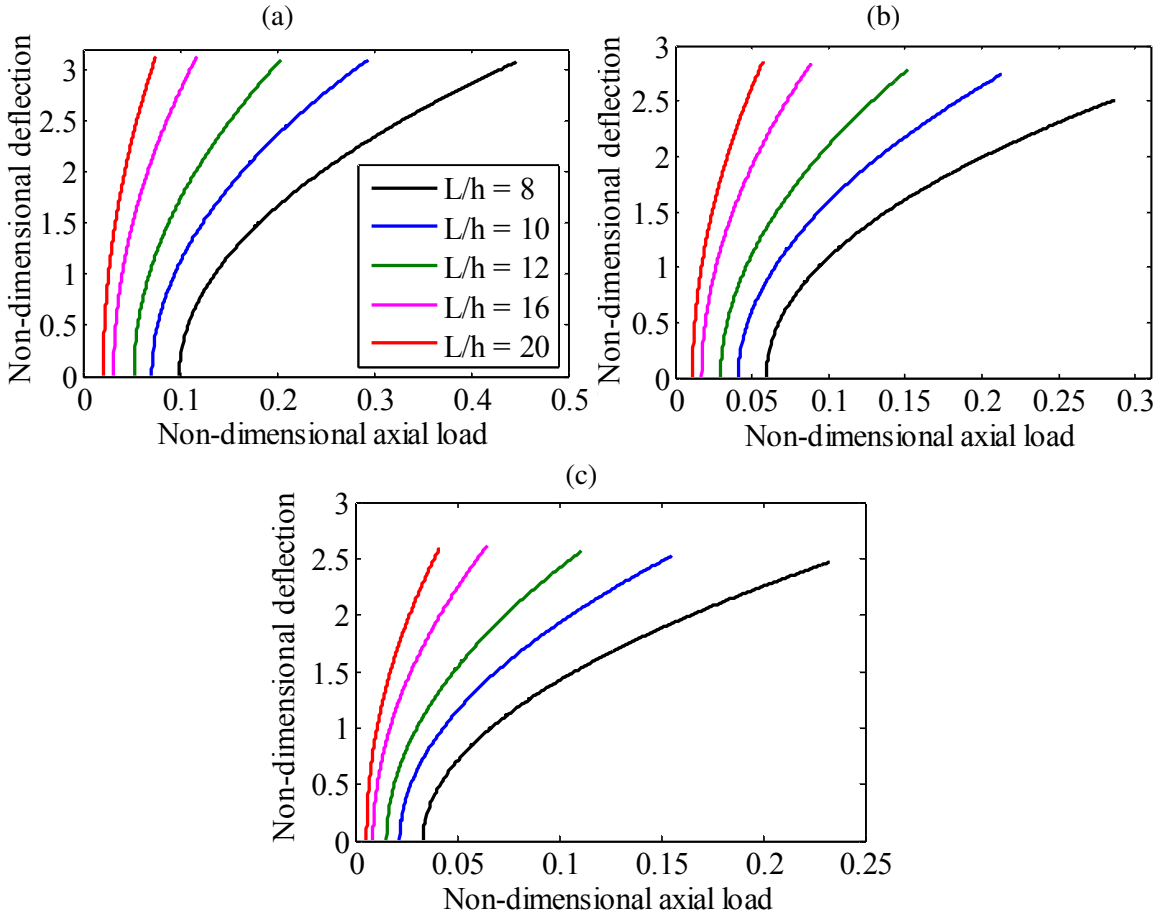 (a)
Non-dimensional deflection
3
2.5
2
1.5
1
0.5
0
0 0.1 0.2 0.3 0.4 0.5
Non-dimensional axial load
L/h = 8
L/h = 10
L/h = 12
L/h = 16
L/h = 20
(b)
Non-dimensional deflection
3
2.5
2
1.5
1
0.5
0
0 0.05 0.1 0.15 0.2 0.25 0.3
Non-dimensional axial load
(c)
Non-dimensional deflection
3
2.5
2
1.5
1
0.5
0
0 0.05 0.1 0.15 0.2 0.25
Non-dimensional axial load